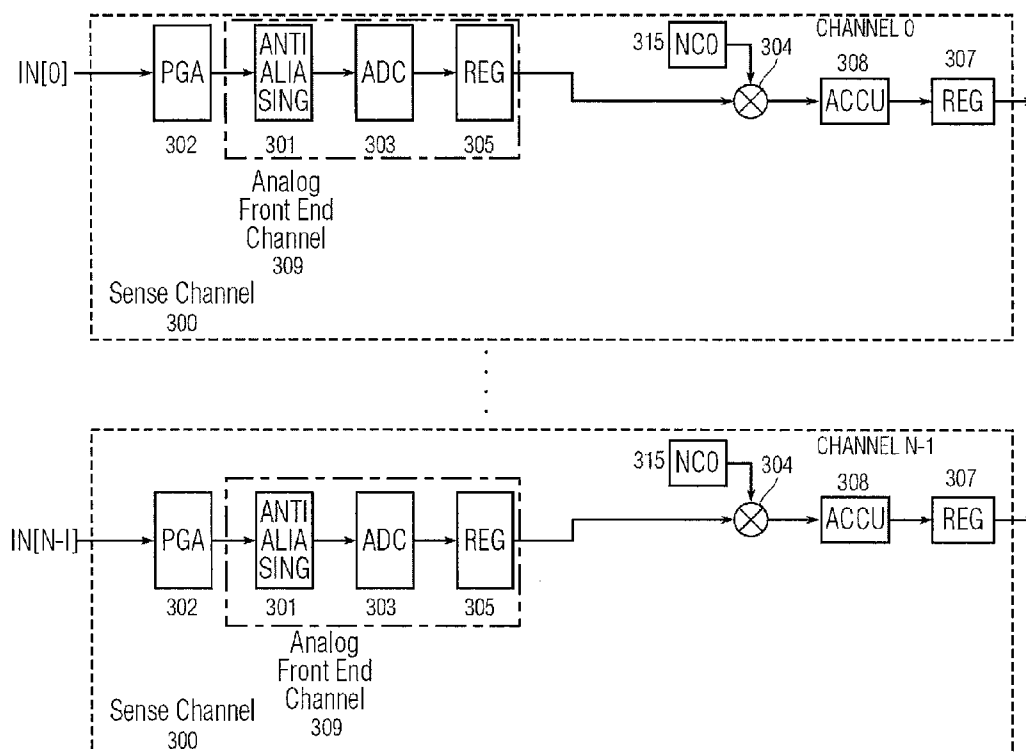 CHANNEL 0
315
NCO
304
308
307
IN[0]
PGA
ANTI
ALIA
SING
ADC
REG
ACCU
REG
302
301
303
305
Analog
Front End
Channel
309
Sense Channel
300
CHANNEL N-1
315
NCO
304
308
307
IN[N-1]
PGA
ANTI
ALIA
SING
ADC
REG
ACCU
REG
302
301
303
305
Analog
Front End
Channel
309
Sense Channel
300